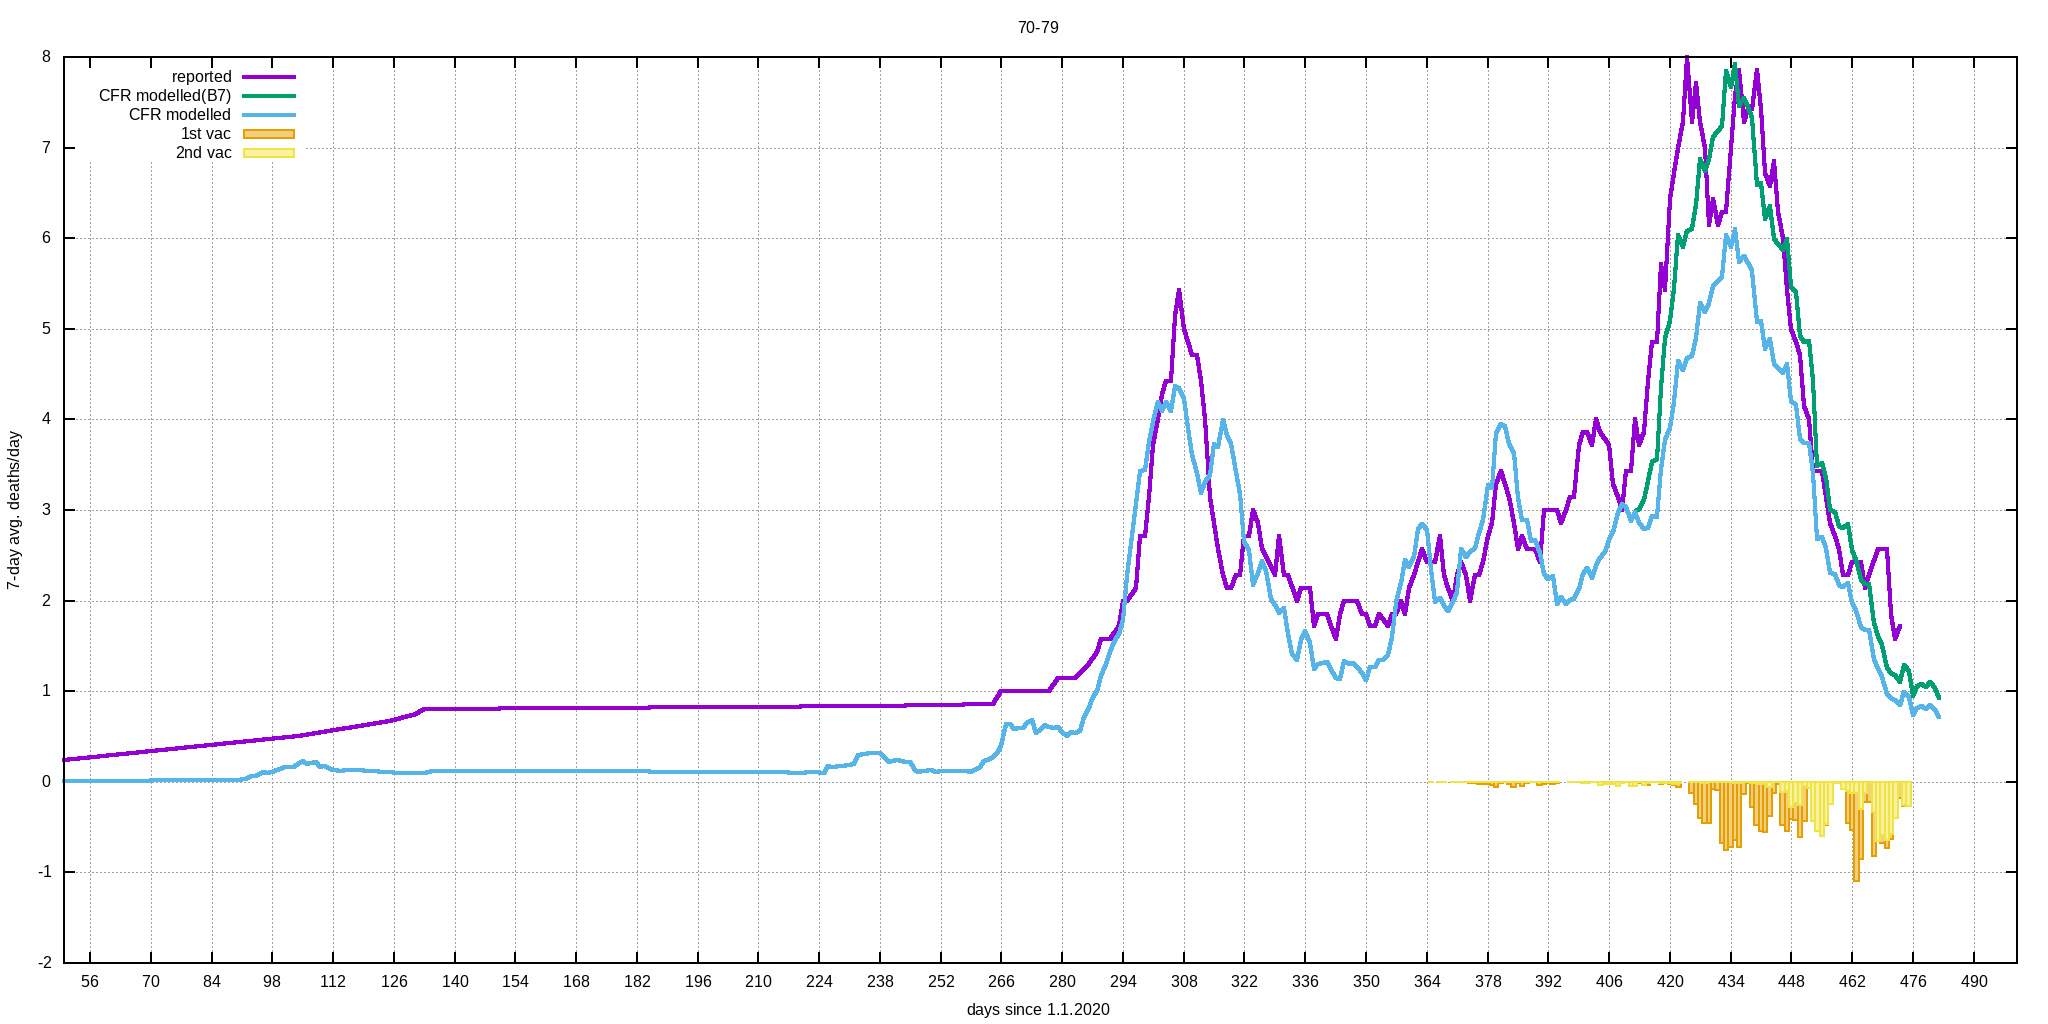 70-79
8
7
6
5
4
3
2
1
0
-1
-2
7-day avg. deaths/day
reported
CFR modelled(B7)
CFR modelled
1st vac
2nd vac
56 70 84 98 112 126 140 154 168 182 196 210 224 238 252 266 280 294 308 322 336 350 364 378 392 406 420 434 448 462 476 490
days since 1.1.2020